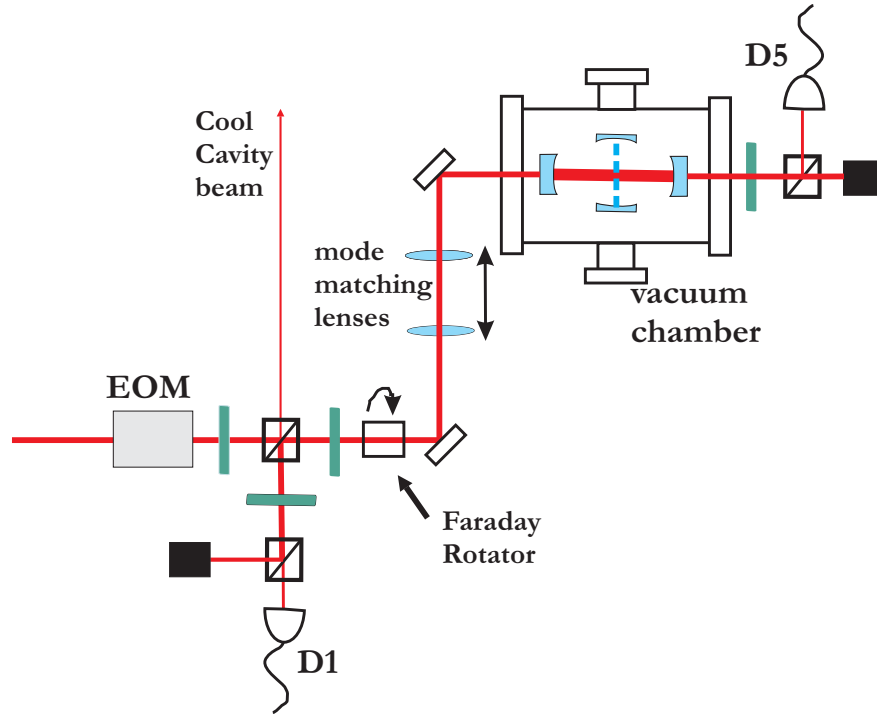 D5
Cool
Cavity
beam
mode
matching
lenses
vacuum
chamber
EOM
Faraday
Rotator
D1